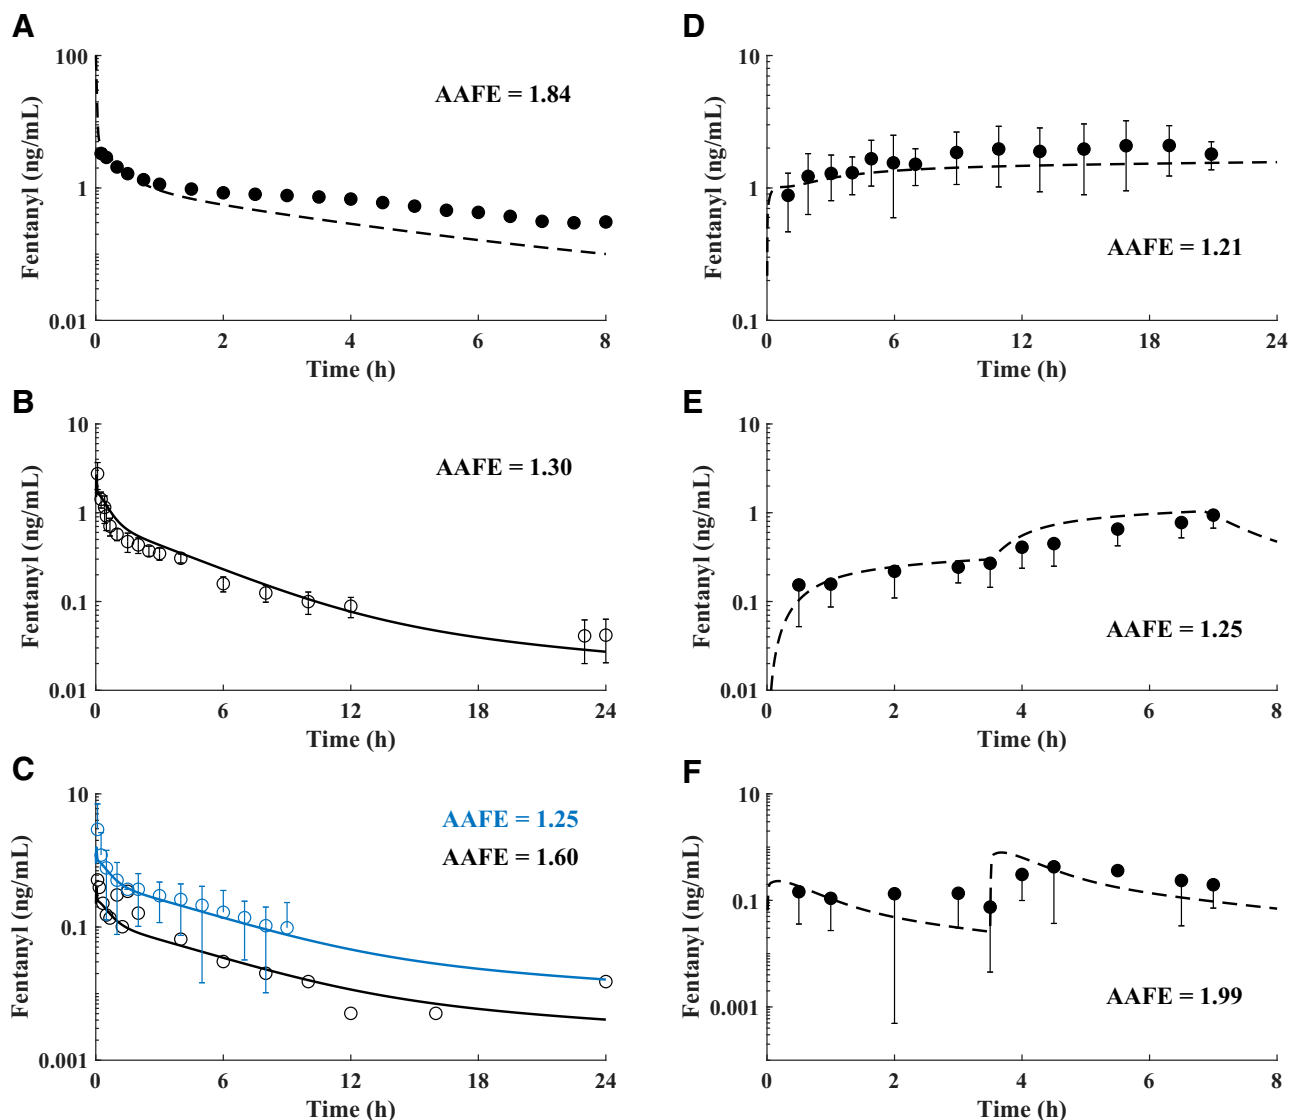 A
Fentanyl (ng/mL)
100
1
0.01
AAFE = 1.84
0 2 4 6 8
Time (h)
D
Fentanyl (ng/mL)
10
1
0.1
AAFE = 1.21
0 6 12 18 24
Time (h)
B
Fentanyl (ng/mL)
10
1
0.1
0.01
AAFE = 1.30
0 6 12 18 24
Time (h)
E
Fentanyl (ng/mL)
10
1
0.1
0.01
AAFE = 1.25
0 2 4 6 8
Time (h)
C
Fentanyl (ng/mL)
10
1
0.1
0.001
AAFE = 1.25
AAFE = 1.60
0 6 12 18 24
Time (h)
F
Fentanyl (ng/mL)
10
1
0.1
0.001
AAFE = 1.99
0 2 4 6 8
Time (h)